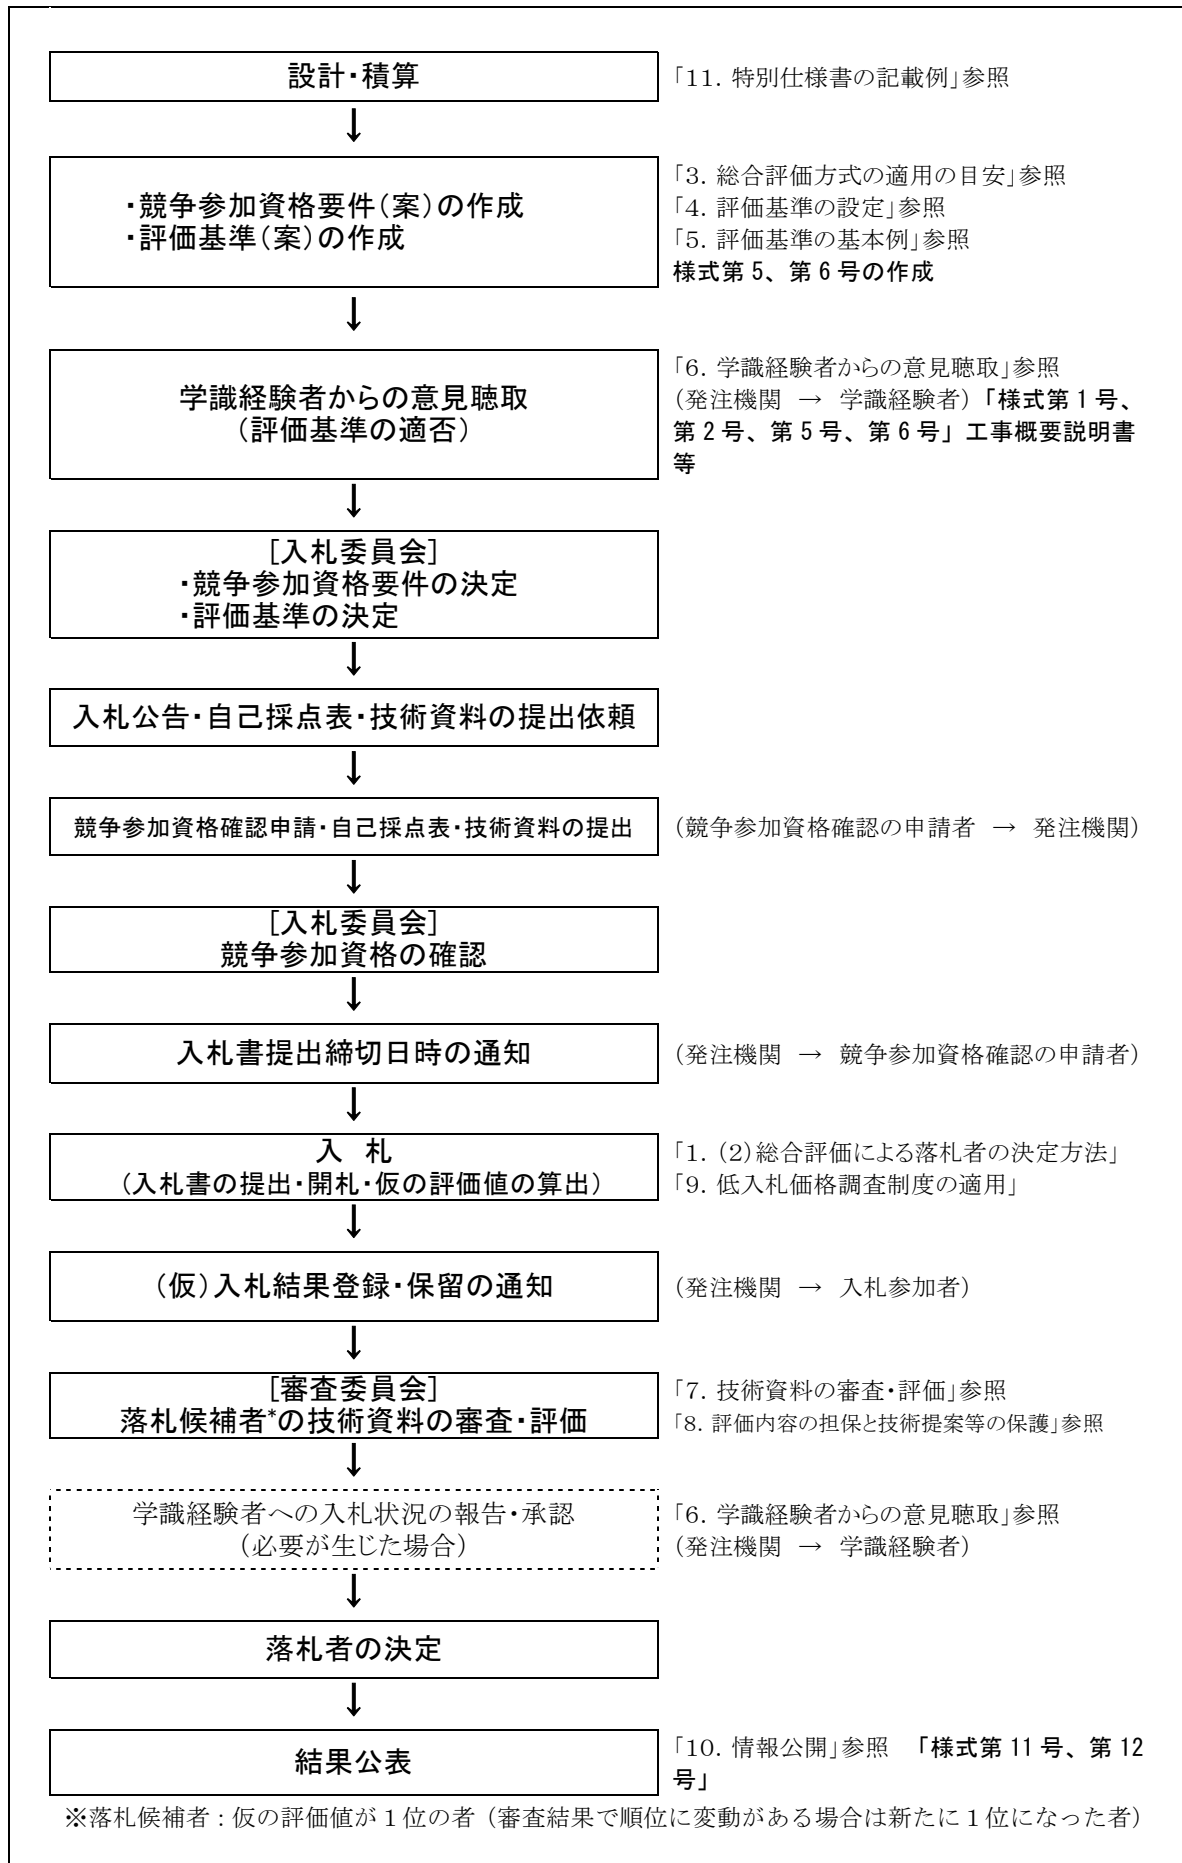 設計・積算
「11．特別仕様書の記載例」参照
↓
・競争参加資格要件（案）の作成
・評価基準（案）の作成
「3．総合評価方式の適用の目安」参照
「4．評価基準の設定」参照
「5．評価基準の基本例」参照
様式第 5、第 6 号の作成
↓
学識経験者からの意見聴取
（評価基準の適否）
「6．学識経験者からの意見聴取」参照
（発注機関 → 学識経験者）「様式第 1 号、
第 2 号、第 5 号、第 6 号」工事概要説明書
等
↓
［入札委員会］
・競争参加資格要件の決定
・評価基準の決定
↓
入札公告・自己採点表・技術資料の提出依頼
↓
競争参加資格確認申請・自己採点表・技術資料の提出
（競争参加資格確認の申請者 → 発注機関）
↓
［入札委員会］
競争参加資格の確認
↓
入札書提出締切日時の通知
（発注機関 → 競争参加資格確認の申請者）
↓
入 札
（入札書の提出・開札・仮の評価値の算出）
「1．（2）総合評価による落札者の決定方法」
「9．低入札価格調査制度の適用」
↓
（仮）入札結果登録・保留の通知
（発注機関 → 入札参加者）
↓
［審査委員会］
落札候補者*の技術資料の審査・評価
「7．技術資料の審査・評価」参照
「8．評価内容の担保と技術提案等の保護」参照
↓
学識経験者への入札状況の報告・承認
（必要が生じた場合）
「6．学識経験者からの意見聴取」参照
（発注機関 → 学識経験者）
↓
落札者の決定
↓
結果公表
「10．情報公開」参照 「様式第 11 号、第 12
号」
※落札候補者：仮の評価値が 1 位の者（審査結果で順位に変動がある場合は新たに 1 位になった者）